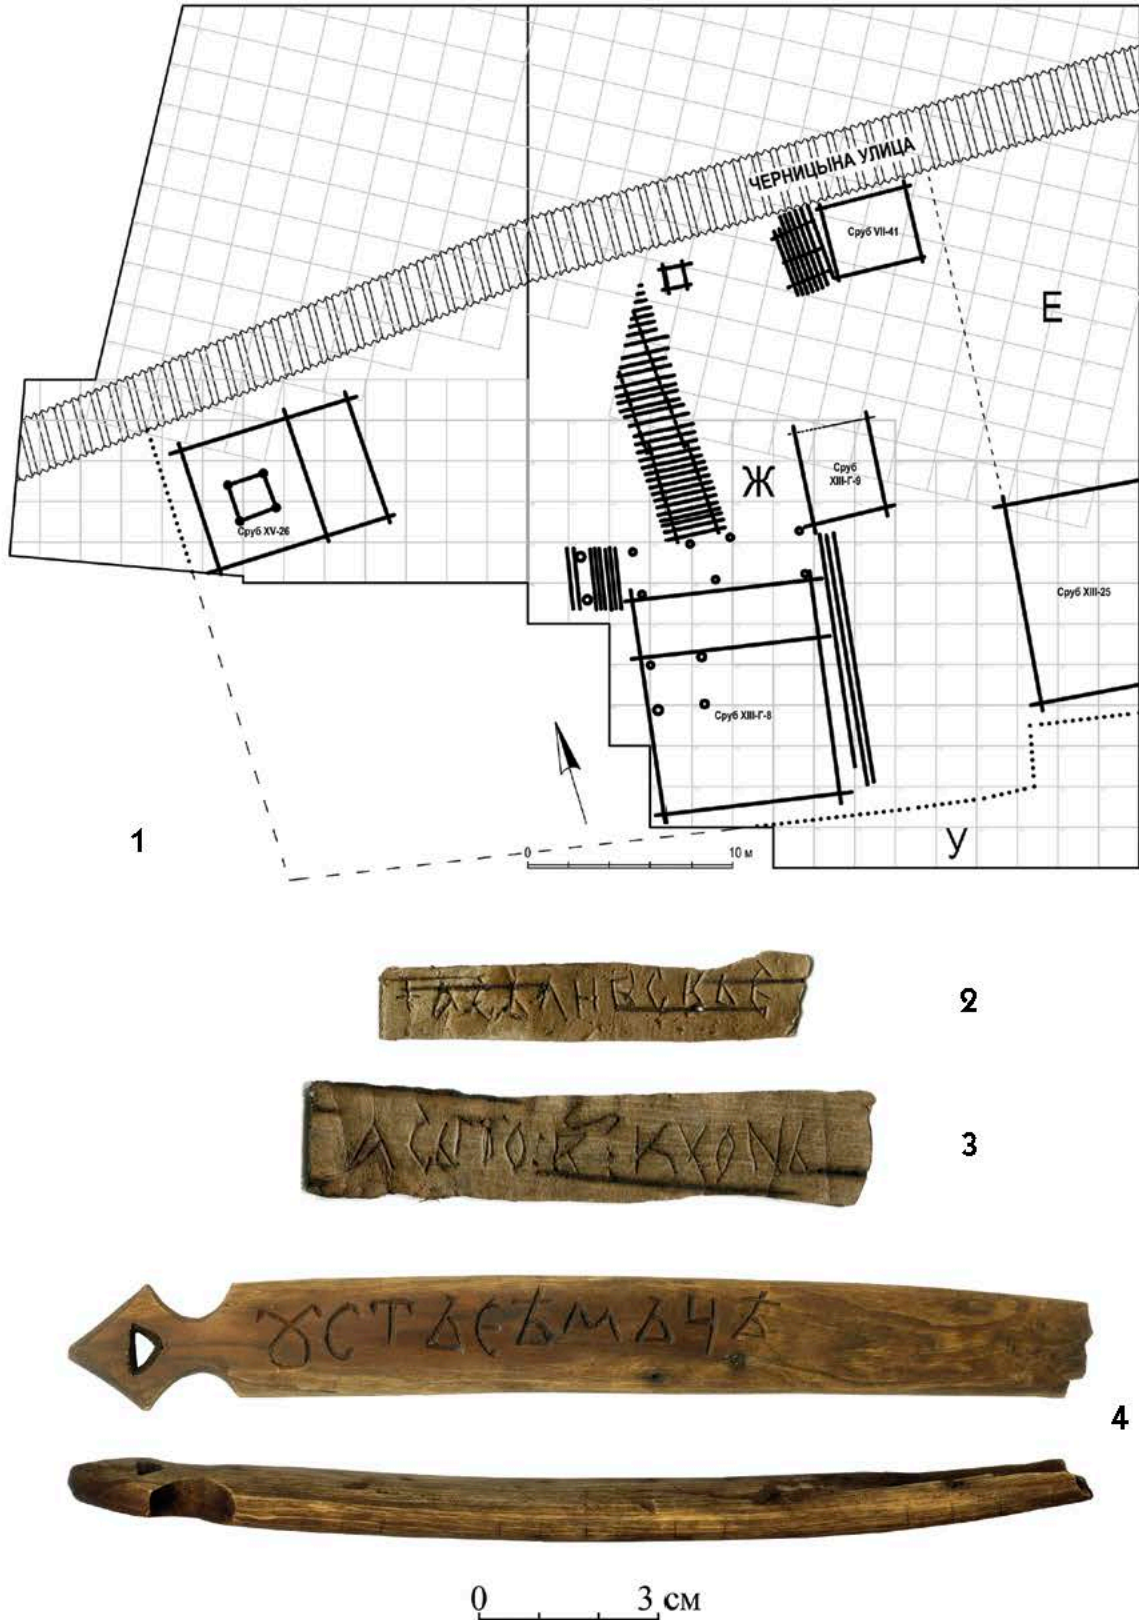 ЧЕРНИЦЫНА УЛИЦА
Сруб VII-41
Е
Ж
Сруб
XIII-Г-9
Сруб XV-26
Сруб XIII-25
Сруб XIII-Г-8
1
0 10 м
У
2
3
ꙋстьєъмьчь
4
0 3 см